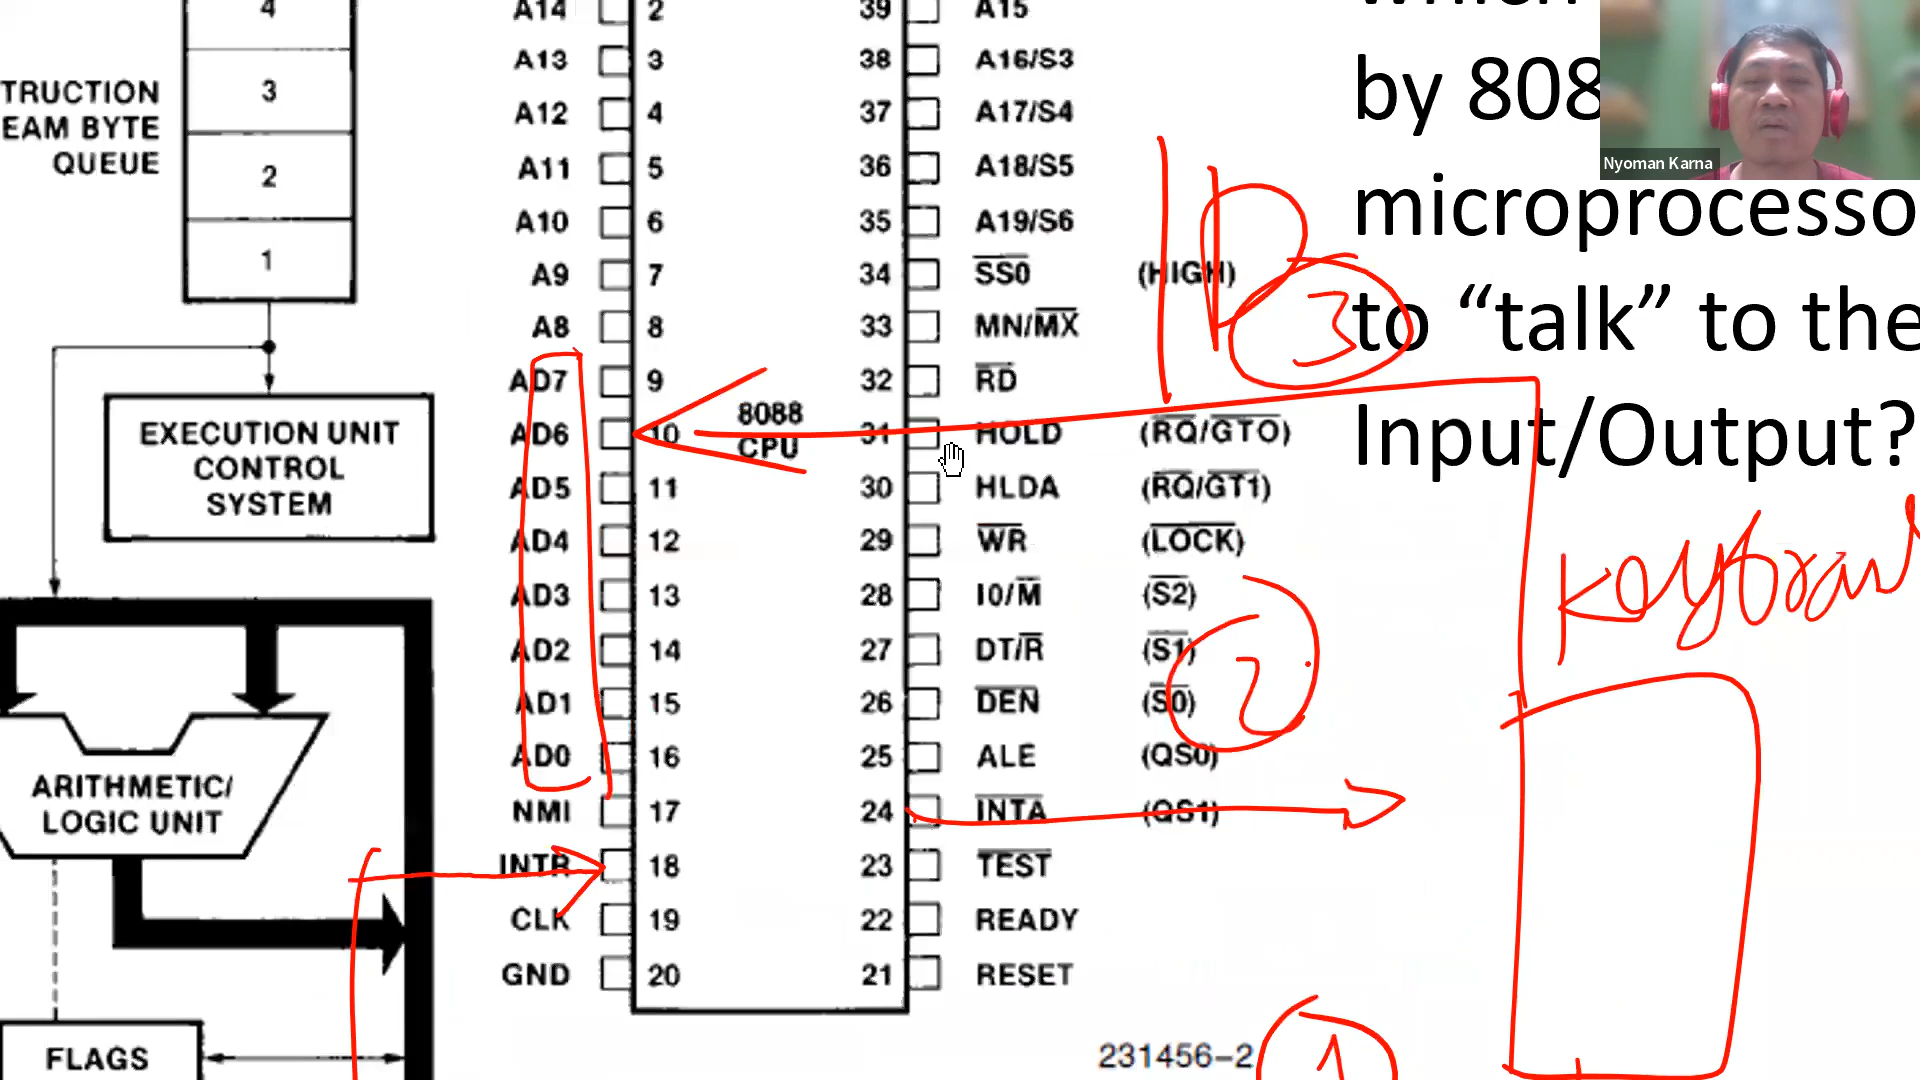 4
3
2
1
TRUCTION
EAM BYTE
QUEUE
EXECUTION UNIT
CONTROL
SYSTEM
ARITHMETIC/
LOGIC UNIT
FLAGS
A14 2 39 A15
A13 3 38 A16/S3
A12 4 37 A17/S4
A11 5 36 A18/S5
A10 6 35 A19/S6
A9 7 34 SS0 (HIGH)
A8 8 33 MN/MX
AD7 9 32 RD
8088
CPU
AD6 10 31 HOLD (RQ/GTO)
AD5 11 30 HLDA (RQ/GT1)
AD4 12 29 WR (LOCK)
AD3 13 28 I0/M (S2)
AD2 14 27 DT/R (S1)
AD1 15 26 DEN (S0)
AD0 16 25 ALE (QS0)
NMI 17 24 INTA (QS1)
INTR 18 23 TEST
CLK 19 22 READY
GND 20 21 RESET
231456-2
which
by 808
microprocesso
to “talk” to the
Input/Output?
Nyoman Karna
3
2
1